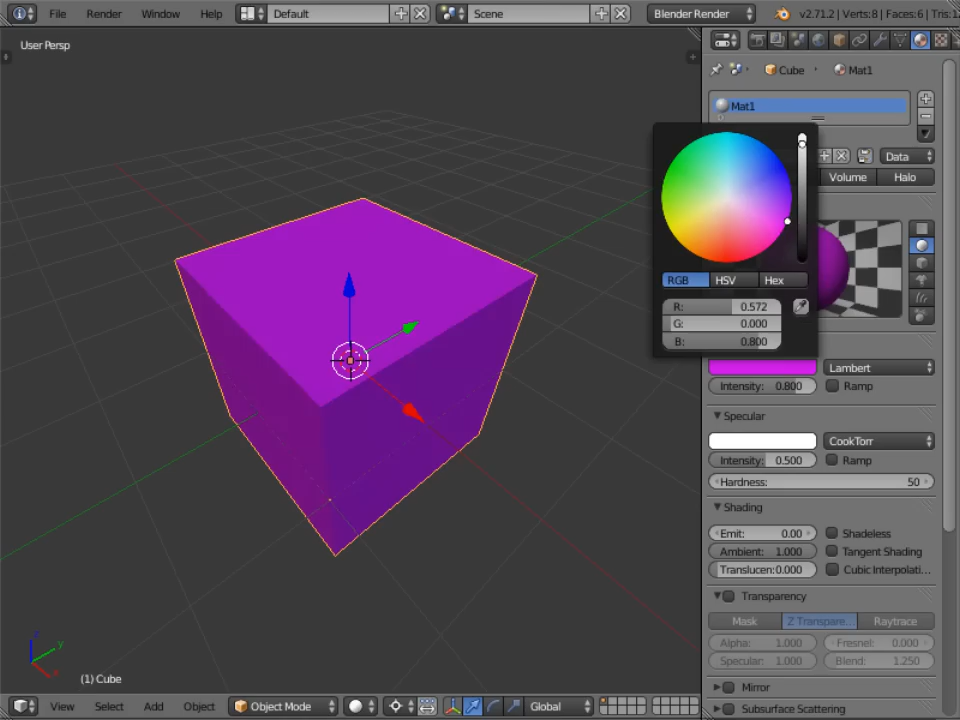 File Render Window Help Default Scene Blender Render v2.71.2 | Verts:8 | Faces:6 | Tris:12
User Persp
Cube Mat1
Mat1
Data
Volume Halo
RGB HSV Hex
R: 0.572
G: 0.000
B: 0.800
Lambert
Intensity: 0.800 Ramp
Specular
CookTorr
Intensity: 0.500 Ramp
Hardness: 50
Shading
Emit: 0.00 Shadeless
Ambient: 1.000 Tangent Shading
Translucen:0.000 Cubic Interpolati...
Transparency
Mask Z Transpare... Raytrace
Alpha: 1.000 Fresnel: 0.000
Specular: 1.000 Blend: 1.250
Mirror
Subsurface Scattering
z
y
x
(1) Cube
View Select Add Object Object Mode Global